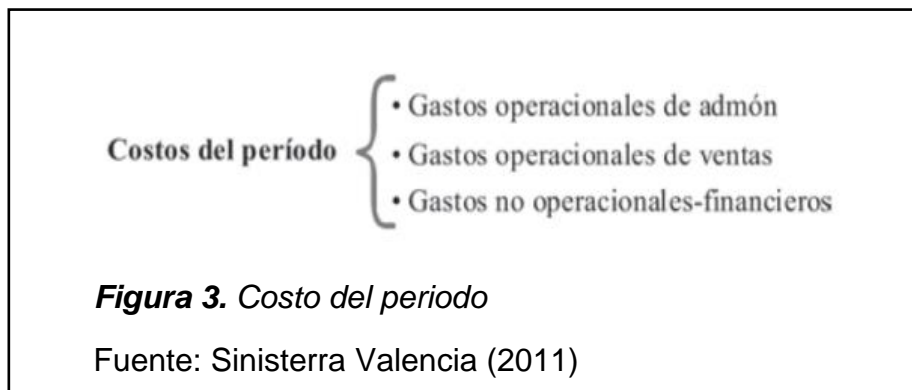 Costos del período
• Gastos operacionales de admón
• Gastos operacionales de ventas
• Gastos no operacionales-financieros
Figura 3. Costo del periodo
Fuente: Sinisterra Valencia (2011)